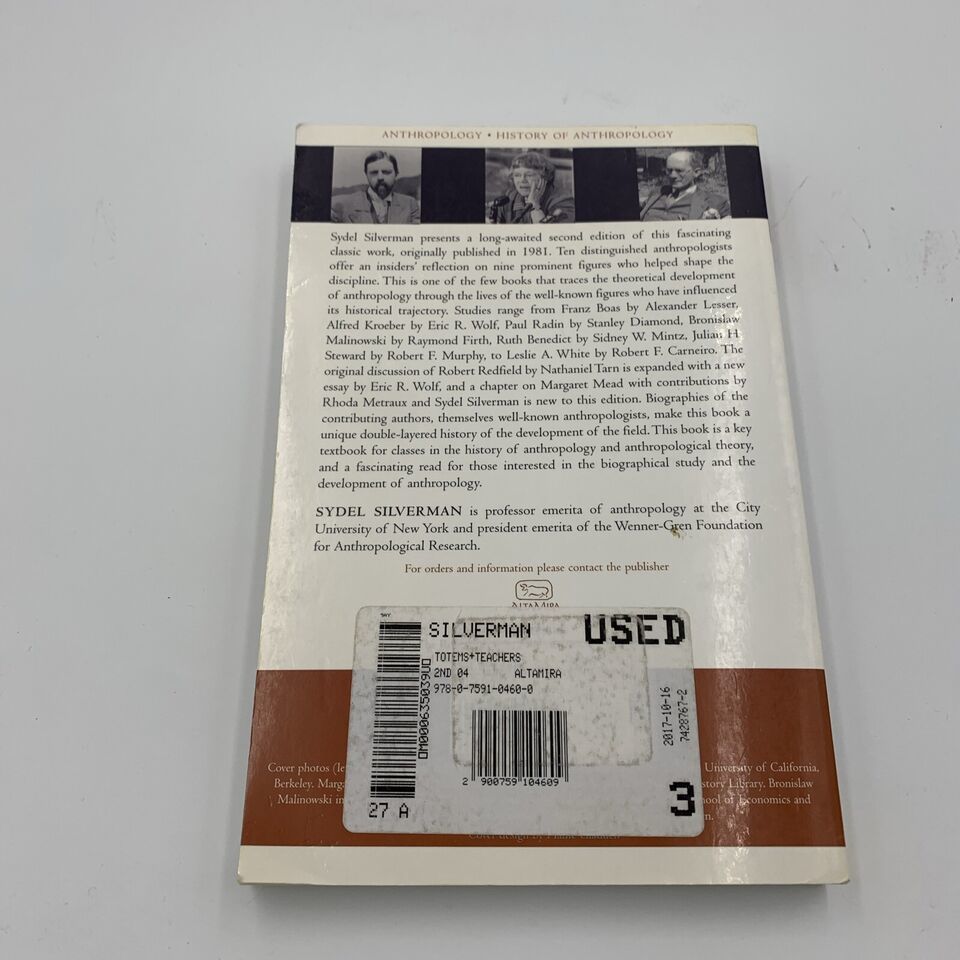 ANTHROPOLOGY • HISTORY OF ANTHROPOLOGY
Sydel Silverman presents a long-awaited second edition of this fascinating
classic work, originally published in 1981. Ten distinguished anthropologists
offer an insiders' reflection on nine prominent figures who helped shape the
discipline. This is one of the few books that traces the theoretical development
of anthropology through the lives of the well-known figures who have influenced
its historical trajectory. Studies range from Franz Boas by Alexander Lesser,
Alfred Kroeber by Eric R. Wolf, Paul Radin by Stanley Diamond, Bronislaw
Malinowski by Raymond Firth, Ruth Benedict by Sidney W. Mintz, Julian H
Steward by Robert F. Murphy, to Leslie A. White by Robert F. Carneiro. The
original discussion of Robert Redfield by Nathaniel Tarn is expanded with a new
essay by Eric R. Wolf, and a chapter on Margaret Mead with contributions by
Rhoda Metraux and Sydel Silverman is new to this edition. Biographies of the
contributing authors, themselves well-known anthropologists, make this book a
unique double-layered history of the development of the field. This book is a key
textbook for classes in the history of anthropology and anthropological theory,
and a fascinating read for those interested in the biographical study and the
development of anthropology.
SYDEL SILVERMAN is professor emerita of anthropology at the City
University of New York and president emerita of the Wenner-Gren Foundation
for Anthropological Research.
For orders and information please contact the publisher
ALTAMIRA
SILVERMAN USED
TOTEMS+TEACHERS
2ND 04 ALTAMIRA
978-0-7591-0460-0
2 900759 104609
27 A
3
2017-10-16
7428767-2
Cover photos University of California,
Berkeley. Library. Bronislaw
Malinowski in of Economics and